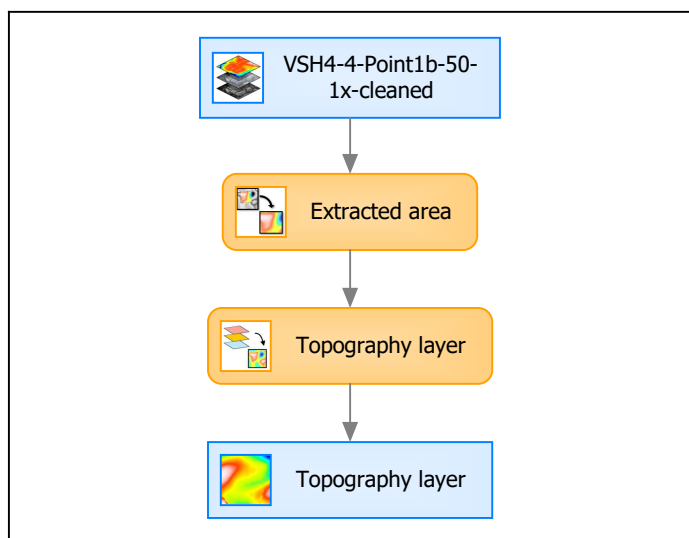 VSH4-4-Point1b-50-
1x-cleaned
Extracted area
Topography layer
Topography layer